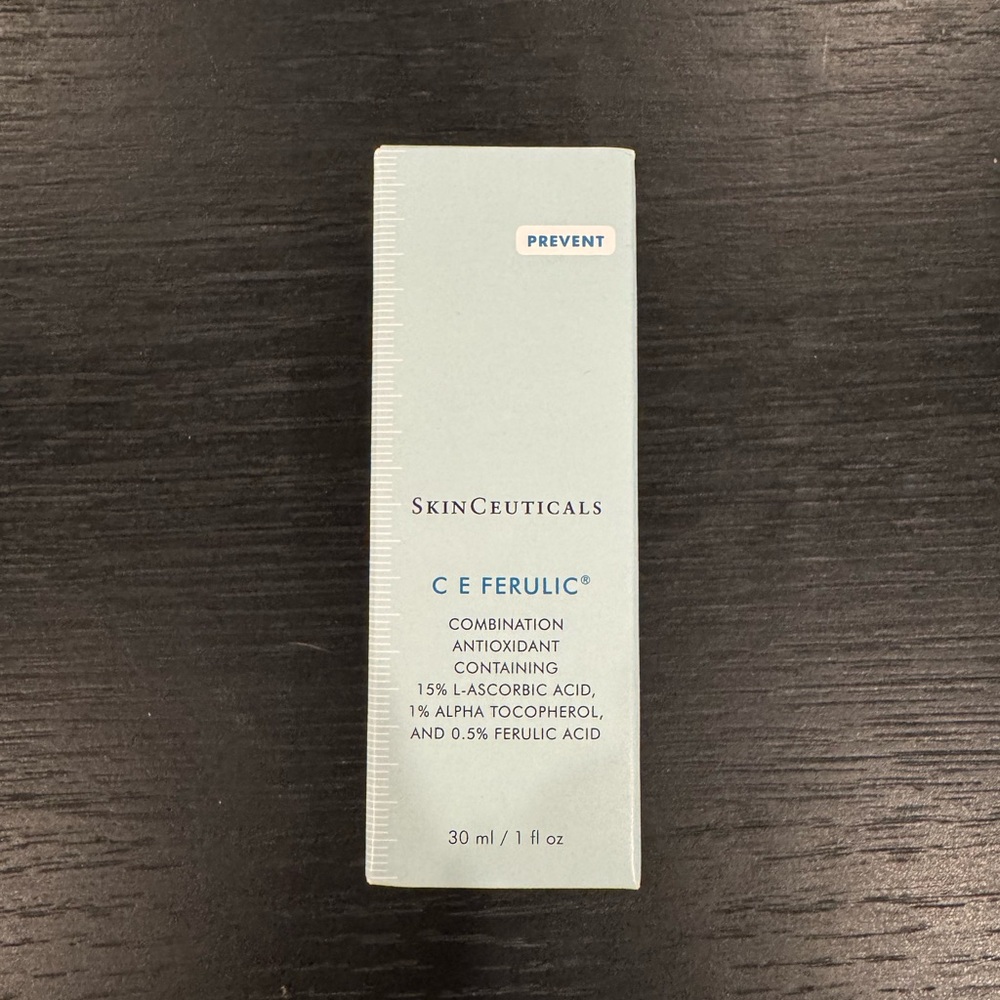 PREVENT
SKINCEUTICALS
C E FERULIC®
COMBINATION
ANTIOXIDANT
CONTAINING
15% L-ASCORBIC ACID,
1% ALPHA TOCOPHEROL,
AND 0.5% FERULIC ACID
30 ml / 1 fl oz